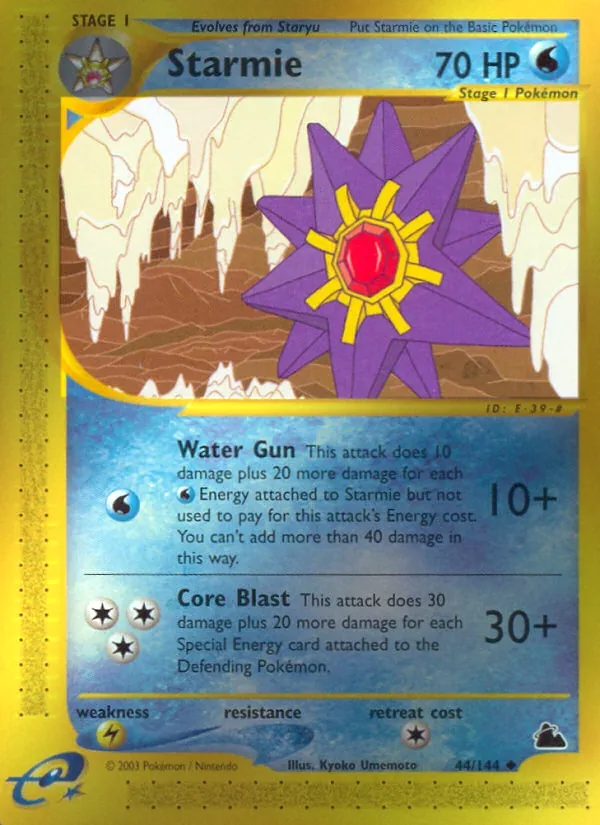 STAGE 1
Evolves from Staryu
Put Starmie on the Basic Pokémon
Starmie
70 HP
Stage 1 Pokémon
ID: E-39-#
Water Gun This attack does 10
damage plus 20 more damage for each
Energy attached to Starmie but not
used to pay for this attack's Energy cost.
You can't add more than 40 damage in
this way.
10+
Core Blast This attack does 30
damage plus 20 more damage for each
Special Energy card attached to the
Defending Pokémon.
30+
weakness
resistance
retreat cost
© 2003 Pokémon / Nintendo
Illus. Kyoko Umemoto
44/144
e